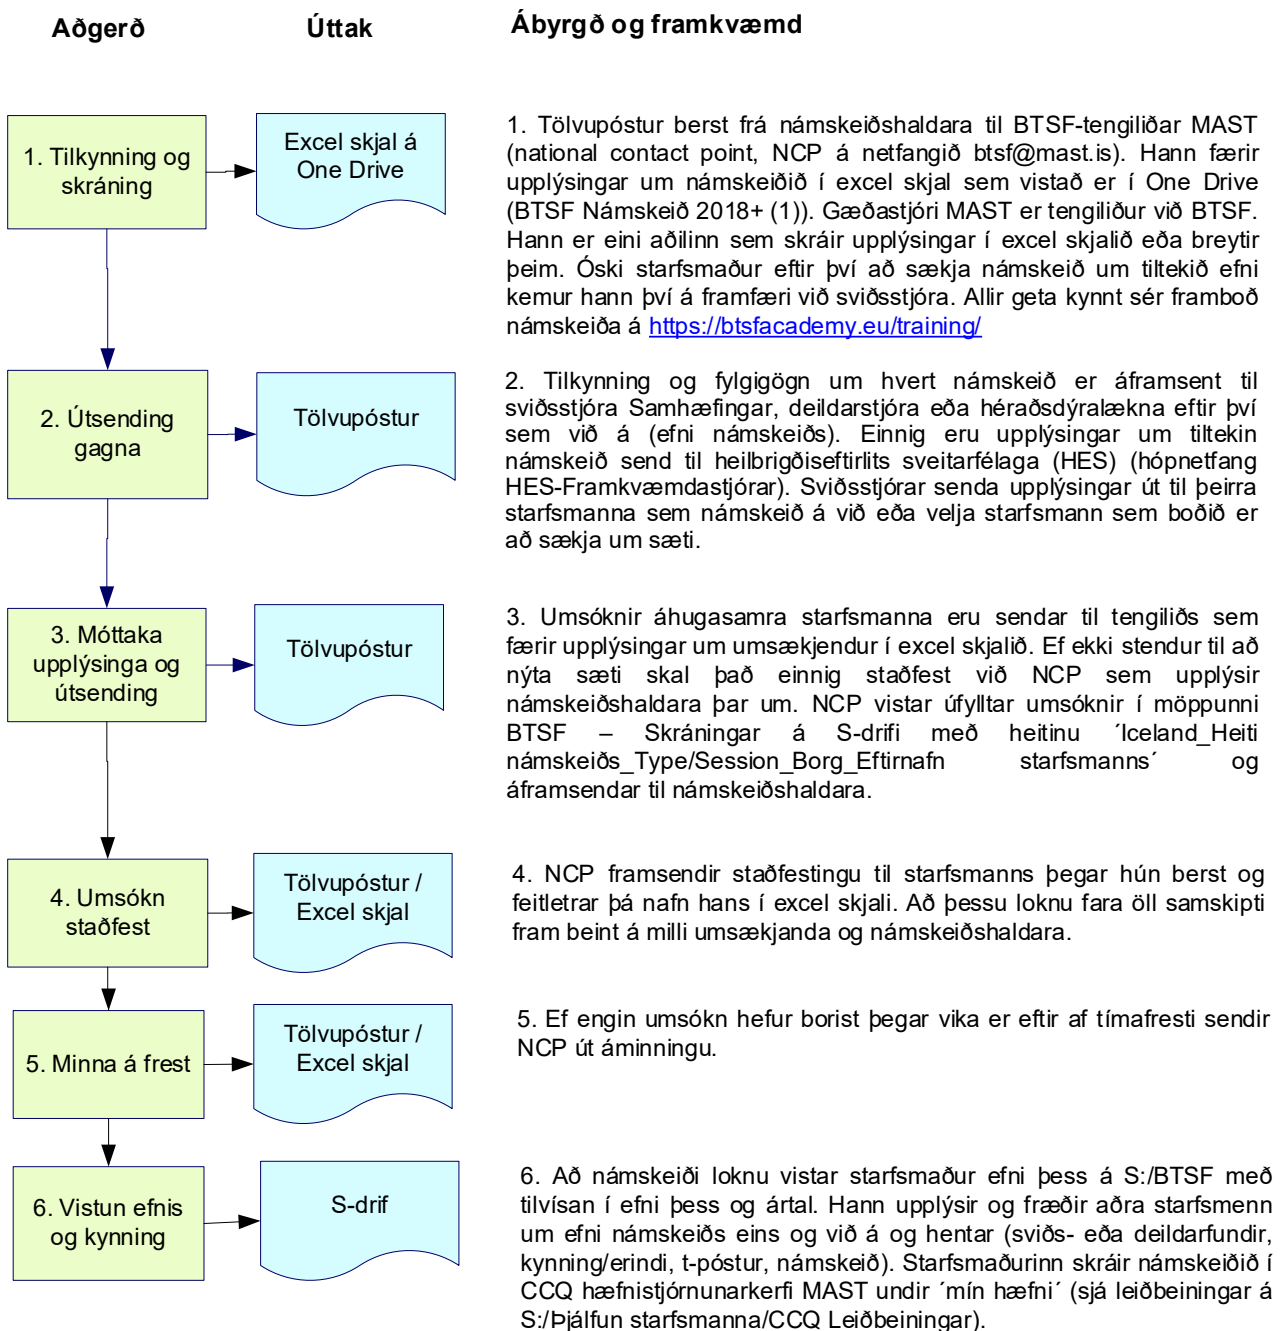 Aðgerð
Úttak
Ábyrgð og framkvæmd
1. Tilkynning og
skráning
Excel skjal á
One Drive
1. Tölvupóstur berst frá námskeiðshaldara til BTSF-tengiliðar MAST
(national contact point, NCP á netfangið btsf@mast.is). Hann færir
upplýsingar um námskeiðið í excel skjal sem vistað er í One Drive
(BTSF Námskeið 2018+ (1)). Gæðastjóri MAST er tengiliður við BTSF.
Hann er eini aðilinn sem skráir upplýsingar í excel skjalið eða breytir
þeim. Óski starfsmaður eftir því að sækja námskeið um tiltekið efni
kemur hann því á framfæri við sviðsstjóra. Allir geta kynnt sér framboð
námskeiða á https://btsfacademy.eu/training/
2. Útsending
gagna
Tölvupóstur
2. Tilkynning og fylgigögn um hvert námskeið er áframsent til
sviðsstjóra Samhæfingar, deildarstjóra eða héraðsdýralækna eftir því
sem við á (efni námskeiðs). Einnig eru upplýsingar um tiltekin
námskeið send til heilbrigðiseftirlits sveitarfélaga (HES) (hópnetfang
HES-Framkvæmdastjórar). Sviðsstjórar senda upplýsingar út til þeirra
starfsmanna sem námskeið á við eða velja starfsmann sem boðið er
að sækja um sæti.
3. Móttaka
upplýsinga og
útsending
Tölvupóstur
3. Umsóknir áhugasamra starfsmanna eru sendar til tengiliðs sem
færir upplýsingar um umsækjendur í excel skjalið. Ef ekki stendur til að
nýta sæti skal það einnig staðfest við NCP sem upplýsir
námskeiðshaldara þar um. NCP vistar úfylltar umsóknir í möppunni
BTSF – Skráningar á S-drifi með heitinu ´Iceland_Heiti
námskeiðs_Type/Session_Borg_Eftirnafn starfsmanns´ og
áframsendar til námskeiðshaldara.
4. Umsókn
staðfest
Tölvupóstur /
Excel skjal
4. NCP framsendir staðfestingu til starfsmanns þegar hún berst og
feitletrar þá nafn hans í excel skjali. Að þessu loknu fara öll samskipti
fram beint á milli umsækjanda og námskeiðshaldara.
5. Minna á frest
Tölvupóstur /
Excel skjal
5. Ef engin umsókn hefur borist þegar vika er eftir af tímafresti sendir
NCP út áminningu.
6. Vistun efnis
og kynning
S-drif
6. Að námskeiði loknu vistar starfsmaður efni þess á S:/BTSF með
tilvísan í efni þess og ártal. Hann upplýsir og fræðir aðra starfsmenn
um efni námskeiðs eins og við á og hentar (sviðs- eða deildarfundir,
kynning/erindi, t-póstur, námskeið). Starfsmaðurinn skráir námskeiðið í
CCQ hæfnistjórnunarkerfi MAST undir ´mín hæfni´ (sjá leiðbeiningar á
S:/Þjálfun starfsmanna/CCQ Leiðbeiningar).